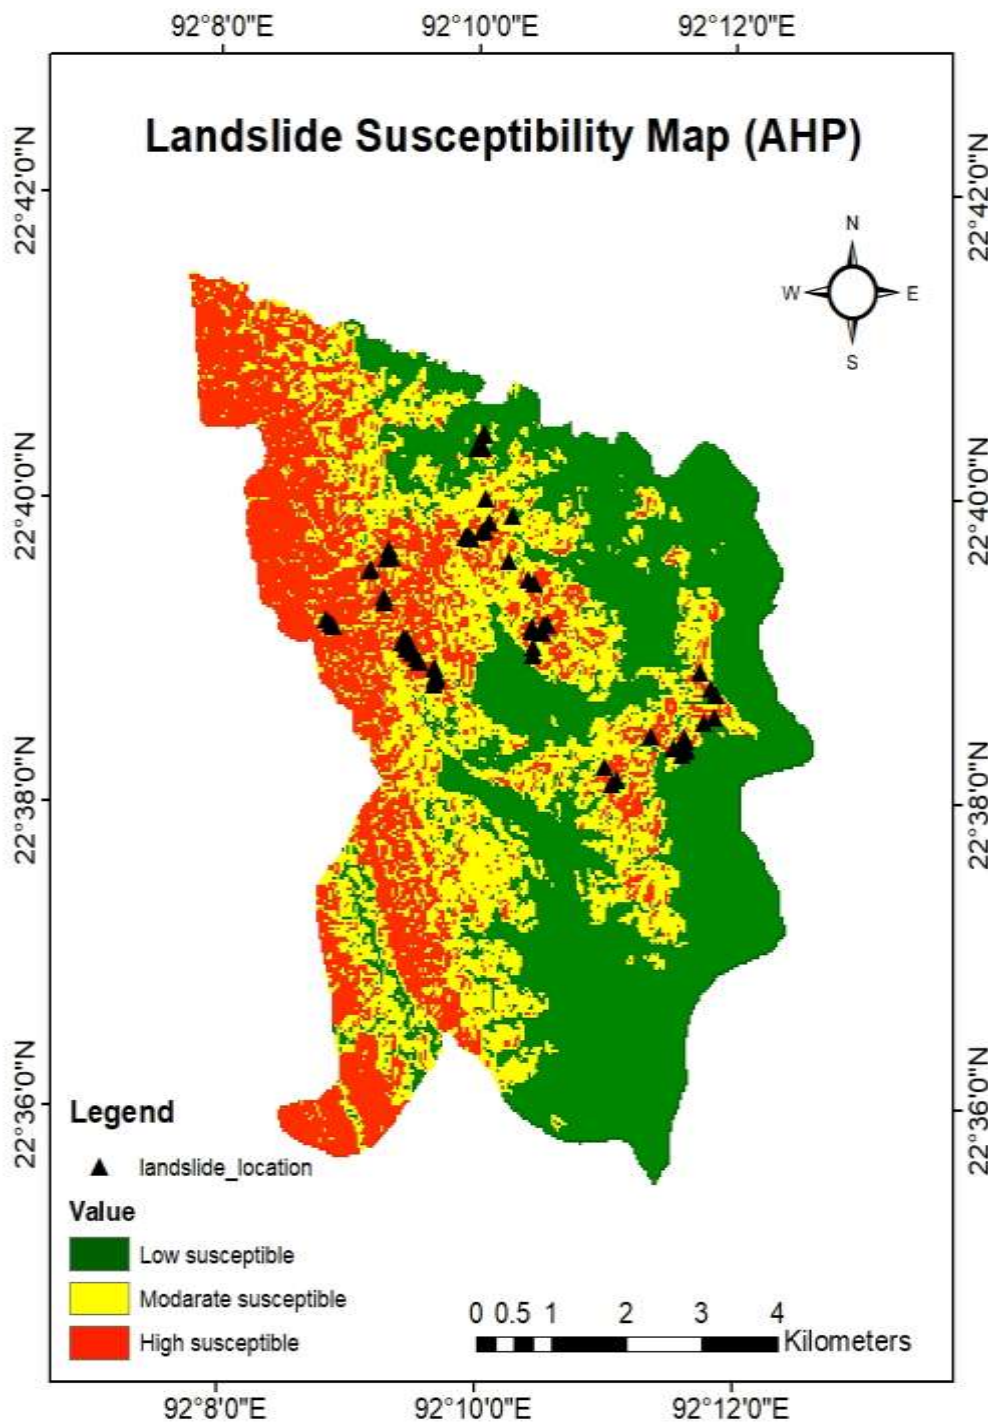 92°8'0"E 92°10'0"E 92°12'0"E
Landslide Susceptibility Map (AHP)
22°42'0"N
22°42'0"N
N
W E
S
22°40'0"N
22°40'0"N
22°38'0"N
22°38'0"N
22°36'0"N
22°36'0"N
Legend
landslide_location
Value
Low susceptible
Modarate susceptible
High susceptible
0 0.5 1 2 3 4
Kilometers
92°8'0"E 92°10'0"E 92°12'0"E